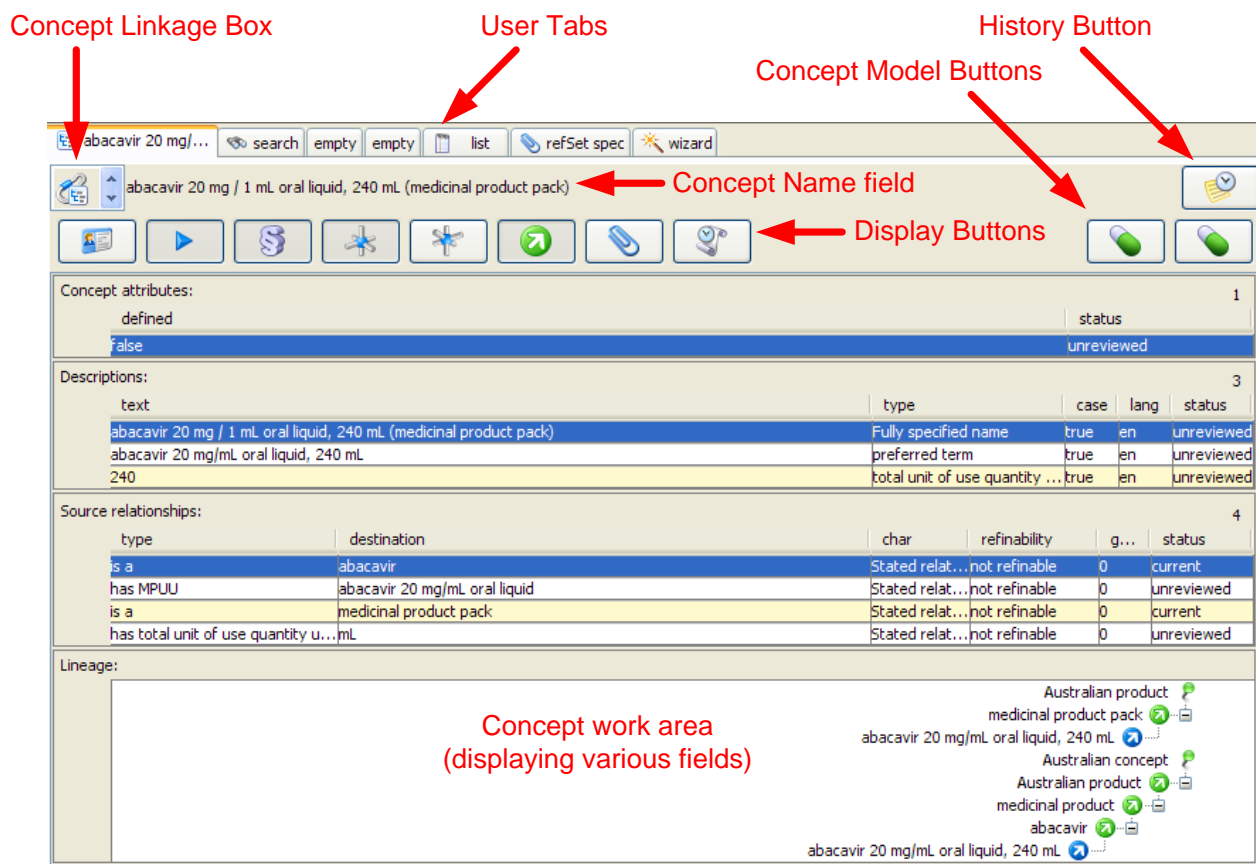 Concept Linkage Box
User Tabs
History Button
Concept Model Buttons
abacavir 20 mg/... search empty empty list refSet spec wizard
abacavir 20 mg / 1 mL oral liquid, 240 mL (medicinal product pack) Concept Name field
Display Buttons
Concept attributes: 1
defined status
false unreviewed
Descriptions: 3
text type case lang status
abacavir 20 mg / 1 mL oral liquid, 240 mL (medicinal product pack) Fully specified name true en unreviewed
abacavir 20 mg/mL oral liquid, 240 mL preferred term true en unreviewed
240 total unit of use quantity ... true en unreviewed
Source relationships: 4
type destination char refinability g... status
is a abacavir Stated relat... not refinable 0 current
has MPUU abacavir 20 mg/mL oral liquid Stated relat... not refinable 0 unreviewed
is a medicinal product pack Stated relat... not refinable 0 current
has total unit of use quantity u... mL Stated relat... not refinable 0 unreviewed
Lineage:
Australian product
medicinal product pack
abacavir 20 mg/mL oral liquid, 240 mL
Australian concept
Australian product
medicinal product
abacavir
abacavir 20 mg/mL oral liquid, 240 mL
Concept work area
(displaying various fields)